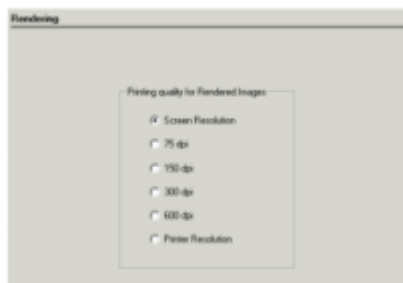 Rendering
Printing quality for Rendered Images
Screen Resolution
75 dpi
150 dpi
300 dpi
600 dpi
Printer Resolution